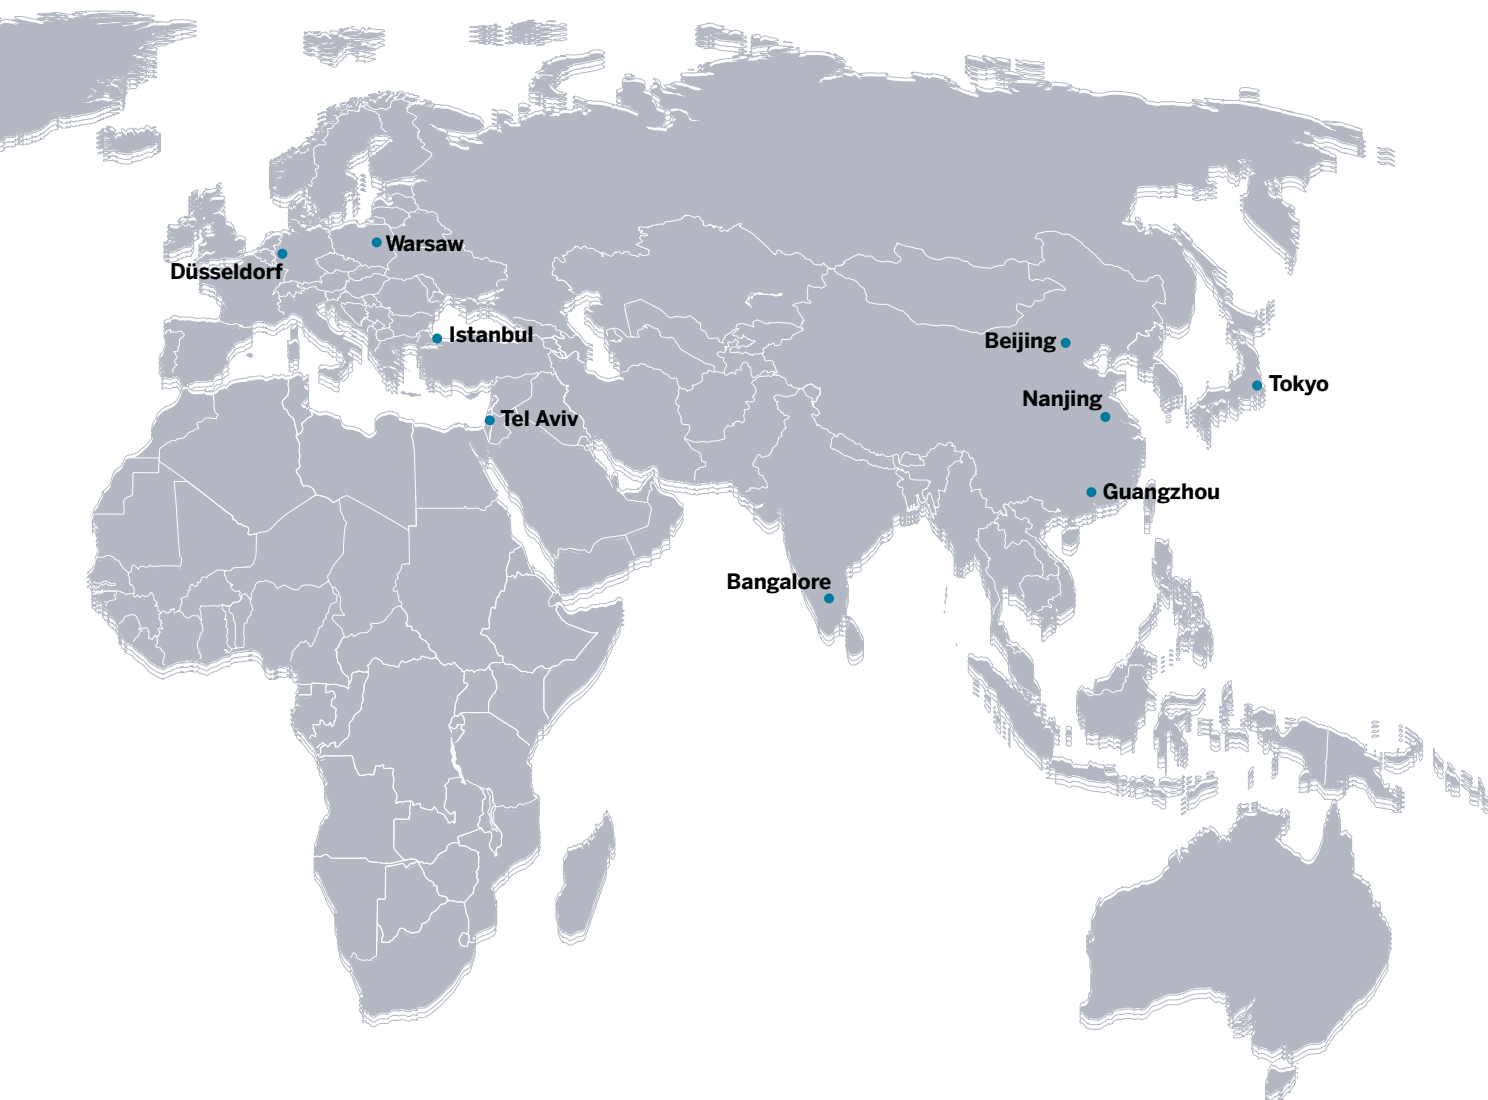 Warsaw
Düsseldorf
Istanbul
Beijing
Tokyo
Nanjing
Tel Aviv
Guangzhou
Bangalore